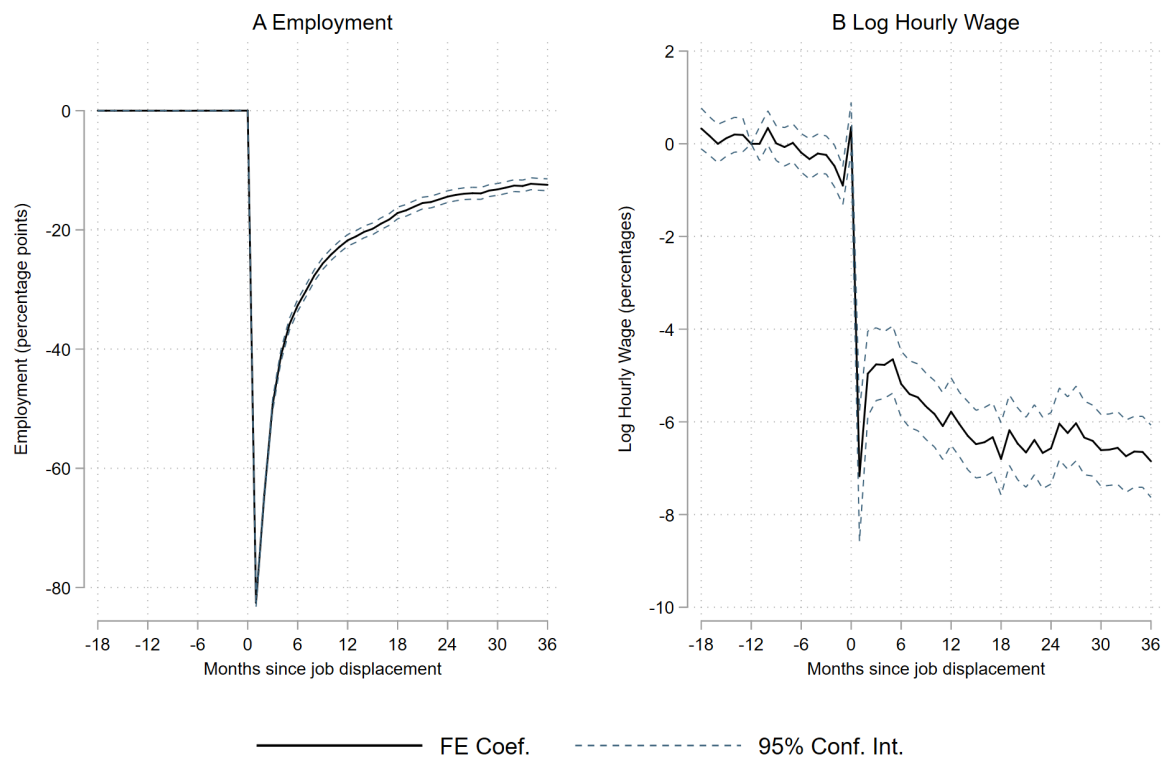 A Employment
0
-20
-40
-60
-80
Employment (percentage points)
-18 -12 -6 0 6 12 18 24 30 36
Months since job displacement
B Log Hourly Wage
2
0
-2
-4
-6
-8
-10
Log Hourly Wage (percentages)
-18 -12 -6 0 6 12 18 24 30 36
Months since job displacement
FE Coef. 95% Conf. Int.